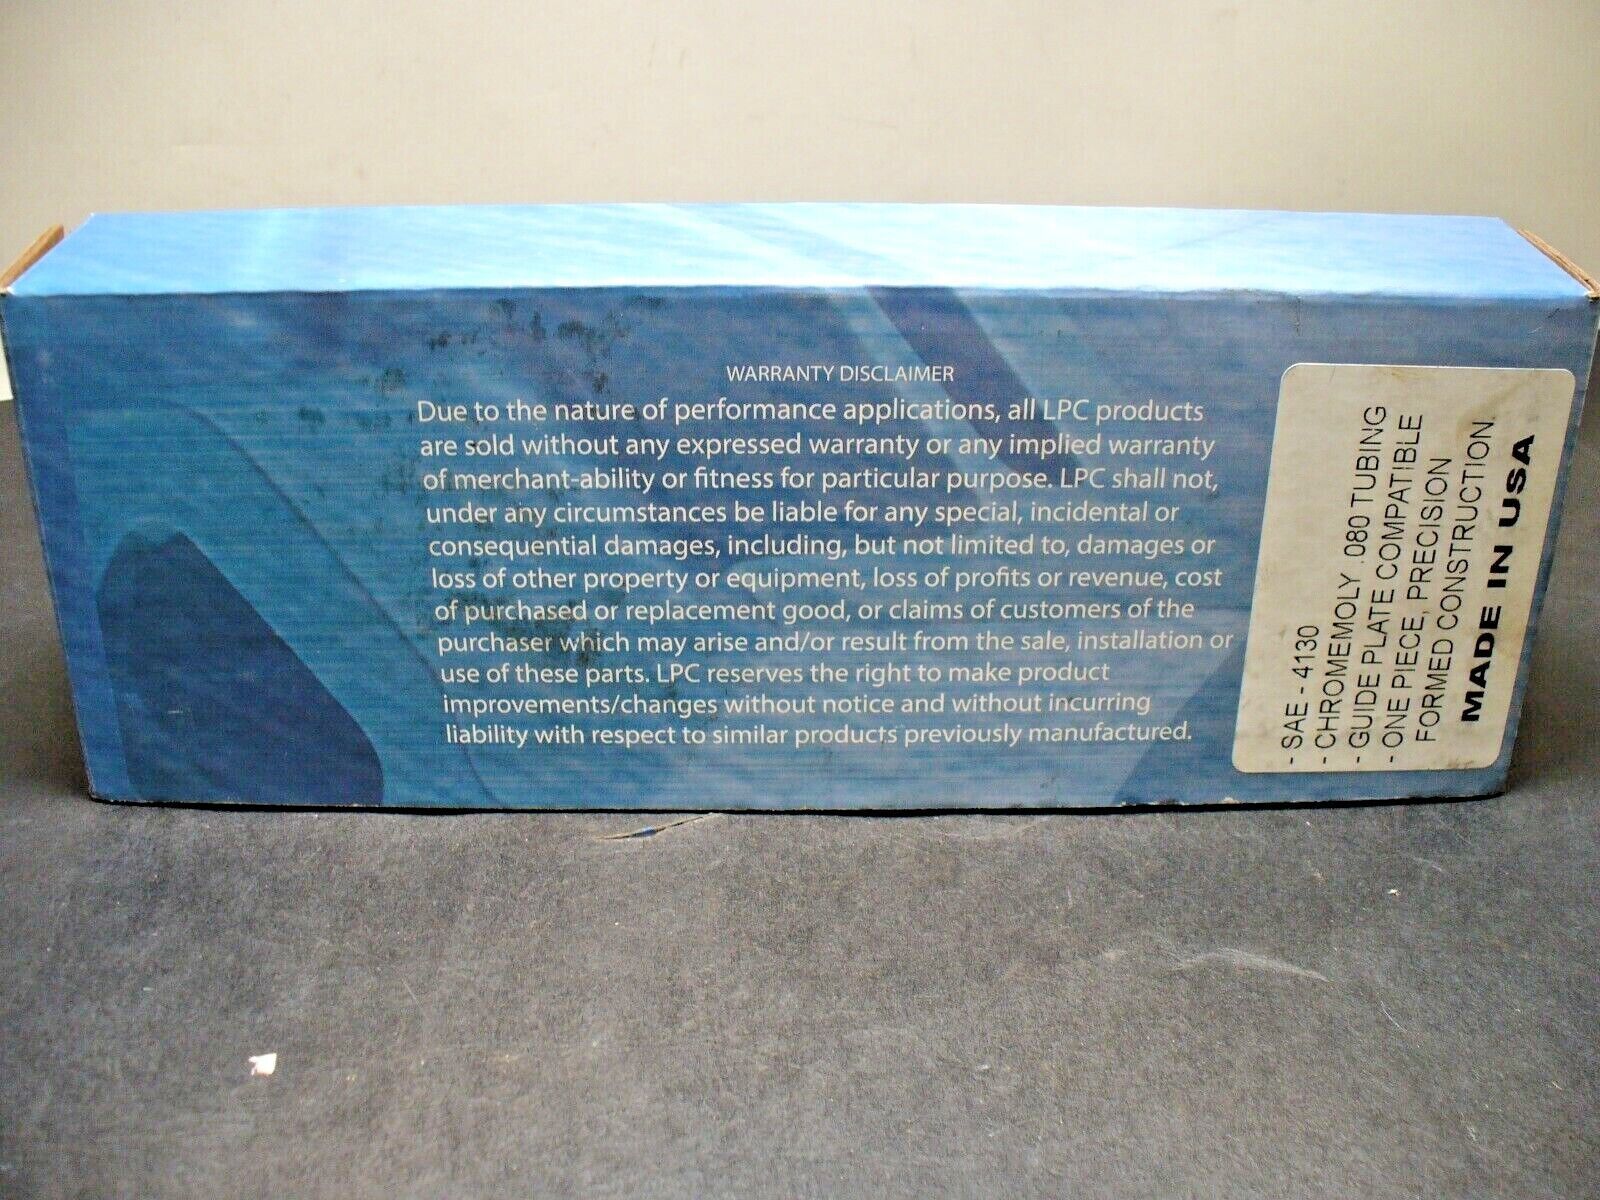 WARRANTY DISCLAIMER
Due to the nature of performance applications, all LPC products
are sold without any expressed warranty or any implied warranty
of merchant-ability or fitness for particular purpose. LPC shall not,
under any circumstances be liable for any special, incidental or
consequential damages, including, but not limited to, damages or
loss of other property or equipment, loss of profits or revenue, cost
of purchased or replacement good, or claims of customers of the
purchaser which may arise and/or result from the sale, installation or
use of these parts. LPC reserves the right to make product
improvements/changes without notice and without incurring
liability with respect to similar products previously manufactured.
- SAE - 4130
- CHROMEMOLY .080 TUBING
- GUIDE PLATE COMPATIBLE
- ONE PIECE, PRECISION
FORMED CONSTRUCTION
MADE IN USA